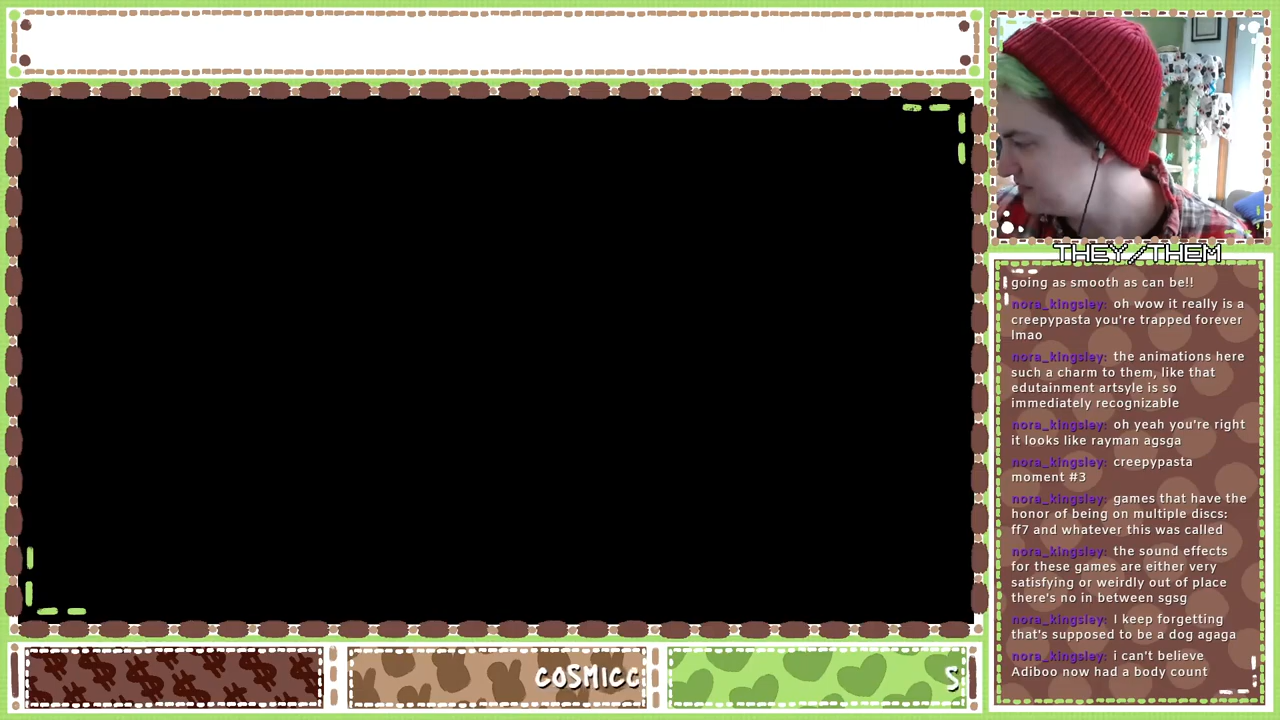 THEY/THEM
going as smooth as can be!!
nora_kingsley: oh wow it really is a
creepypasta you're trapped forever
lmao
nora_kingsley: the animations here
such a charm to them, like that
edutainment artsyle is so
immediately recognizable
nora_kingsley: oh yeah you're right
it looks like rayman agsga
nora_kingsley: creepypasta
moment #3
nora_kingsley: games that have the
honor of being on multiple discs:
ff7 and whatever this was called
nora_kingsley: the sound effects
for these games are either very
satisfying or weirdly out of place
there's no in between sgsg
nora_kingsley: I keep forgetting
that's supposed to be a dog agaga
nora_kingsley: i can't believe
Adiboo now had a body count
COSMICC
S